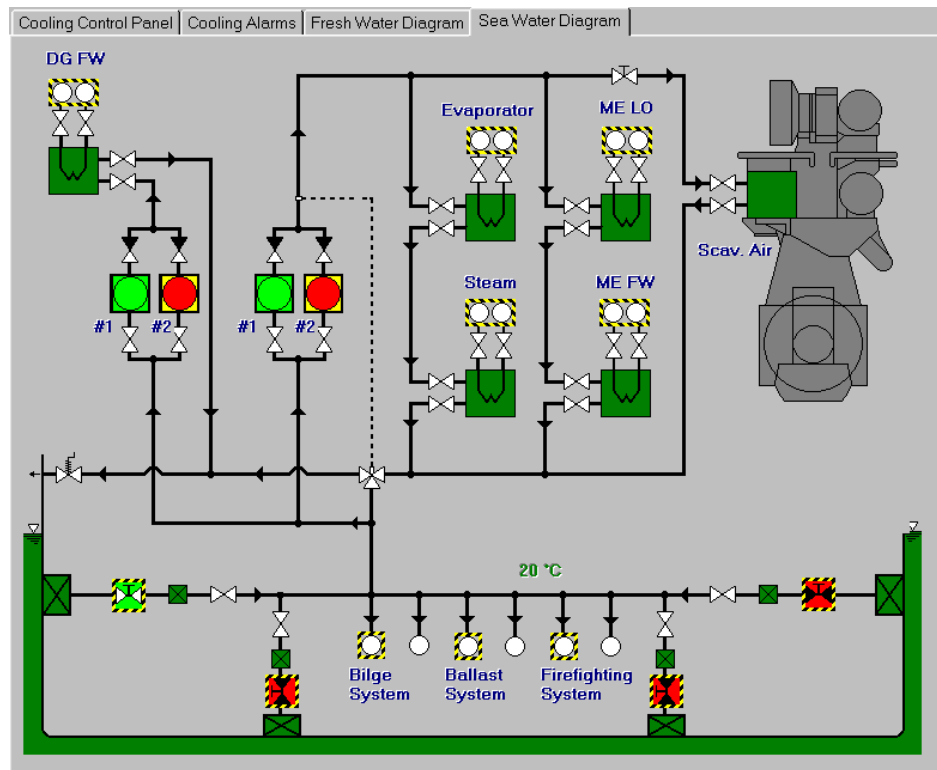 Cooling Control Panel
Cooling Alarms
Fresh Water Diagram
Sea Water Diagram
DG FW
Evaporator
ME LO
Scav. Air
#1
#2
#1
#2
Steam
ME FW
20 °C
Bilge
System
Ballast
System
Firefighting
System